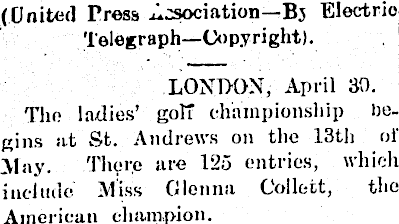 (United Press Association—By Electric
Telegraph—Copyright).
LONDON, April 30.
The ladies' golf championship be-
gins at St. Andrews on the 13th of
May. There are 125 entries, which
include Miss Glenna Collett, the
American champion.